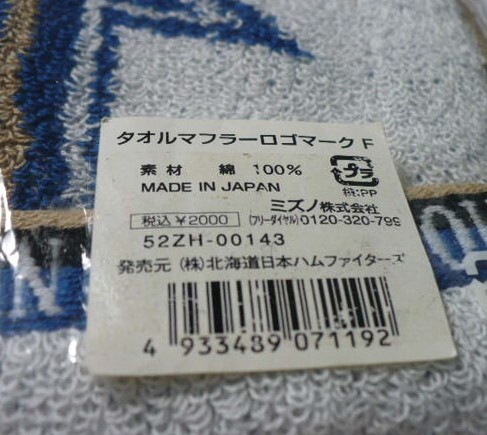 タオルマフラーロゴマーク F
素材 綿 100%
MADE IN JAPAN
プラ
袋:PP
ミズノ株式会社
税込¥2000 (フリーダイヤル)0120-320-799
52ZH-00143
発売元 (株)北海道日本ハムファイターズ
4 933489 071192